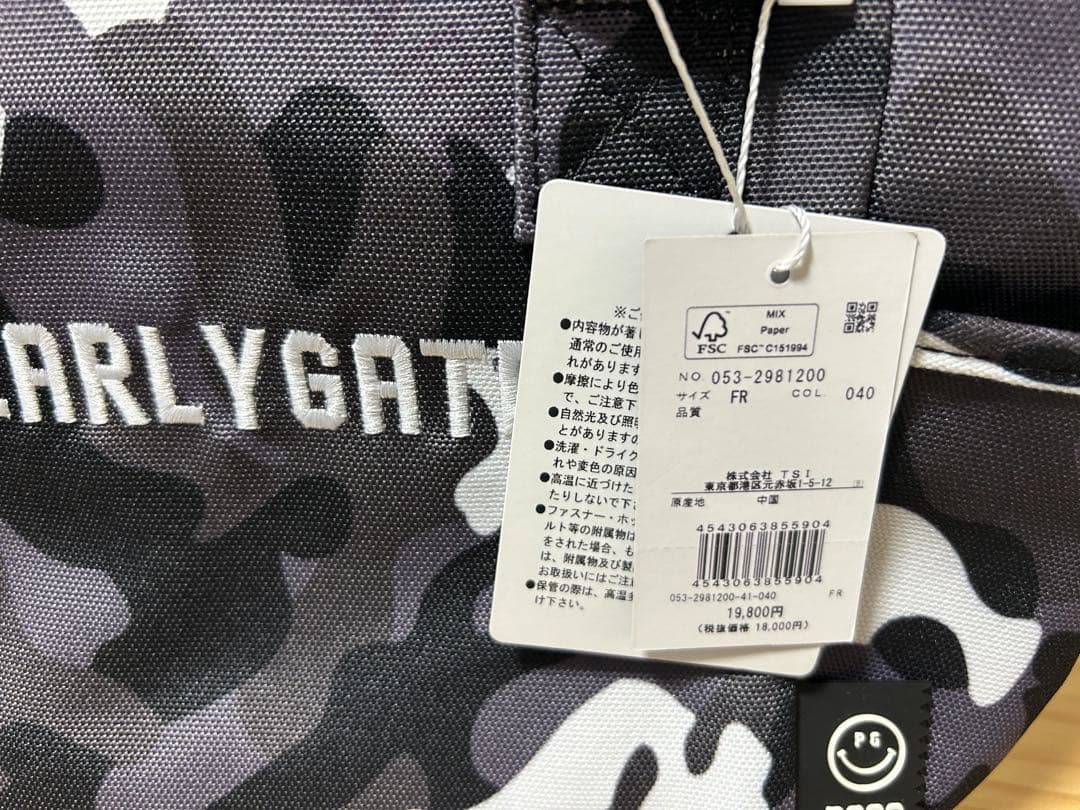 EARLYGAT
※ご
●内容物が著し
通常のご使用
れがあります
●摩擦により色
で、ご注意下
●自然光及び照明
とがありますの
●洗濯・ドライク
れや変色の原因
●高温に近づけた
たりしないで下さ
●ファスナー・ホッ
ルト等の附属物は
をされた場合、も
は、附属物及び製
お取扱いにはご注
●保管の際は、高温多
け下さい。
MIX
Paper
FSC
FSC™ C151994
NO. 053-2981200
サイズ FR COL. 040
品質
株式会社 TSI
東京都港区元赤坂1-5-12
原産地 中国
4543063855904
4543063855904
053-2981200-41-040 FR
19,800円
(税抜価格 18,000円)
PG